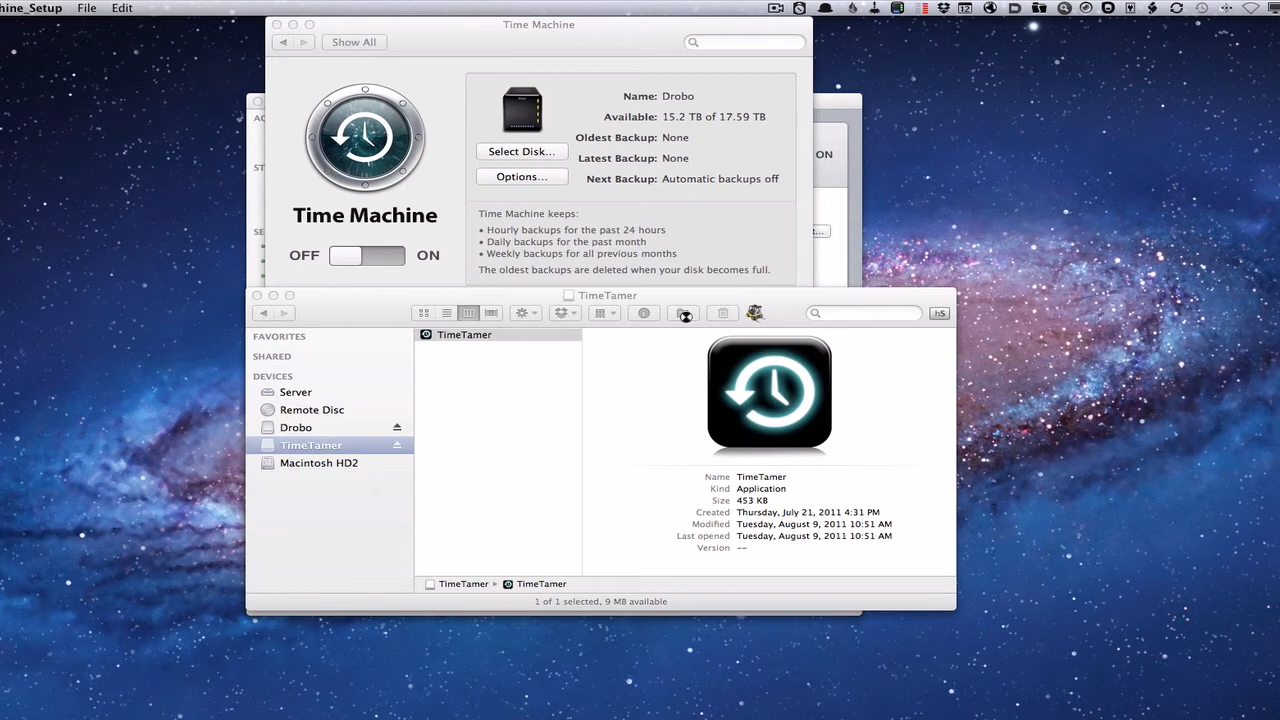 hine_Setup File Edit
12
Time Machine
Show All
Name: Drobo
Available: 15.2 TB of 17.59 TB
Oldest Backup: None
Latest Backup: None
Next Backup: Automatic backups off
Select Disk...
Options...
Time Machine
OFF ON
Time Machine keeps:
• Hourly backups for the past 24 hours
• Daily backups for the past month
• Weekly backups for all previous months
The oldest backups are deleted when your disk becomes full.
AC
ST
SE
ON
t...
TimeTamer
hS
FAVORITES
SHARED
DEVICES
Server
Remote Disc
Drobo
TimeTamer
Macintosh HD2
TimeTamer
Name TimeTamer
Kind Application
Size 453 KB
Created Thursday, July 21, 2011 4:31 PM
Modified Tuesday, August 9, 2011 10:51 AM
Last opened Tuesday, August 9, 2011 10:51 AM
Version --
TimeTamer ▸ TimeTamer
1 of 1 selected, 9 MB available